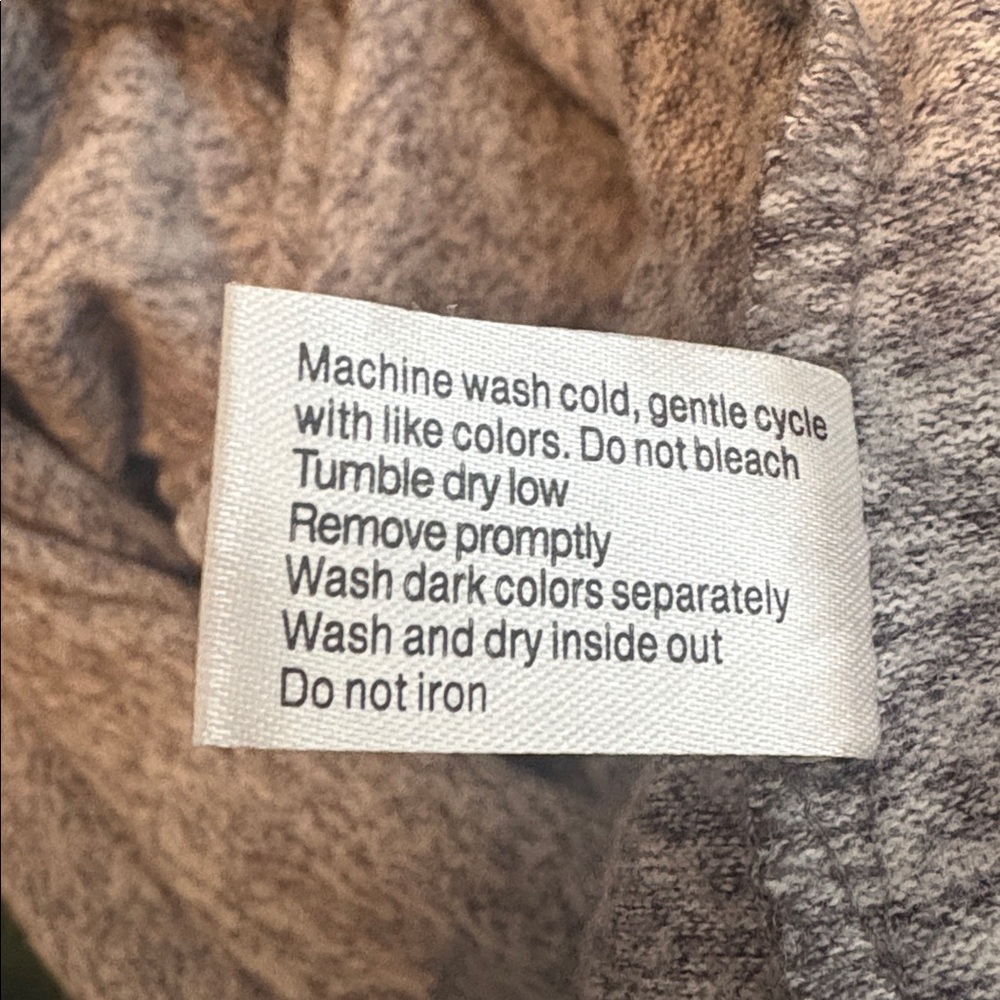 Machine wash cold, gentle cycle
with like colors. Do not bleach
Tumble dry low
Remove promptly
Wash dark colors separately
Wash and dry inside out
Do not iron